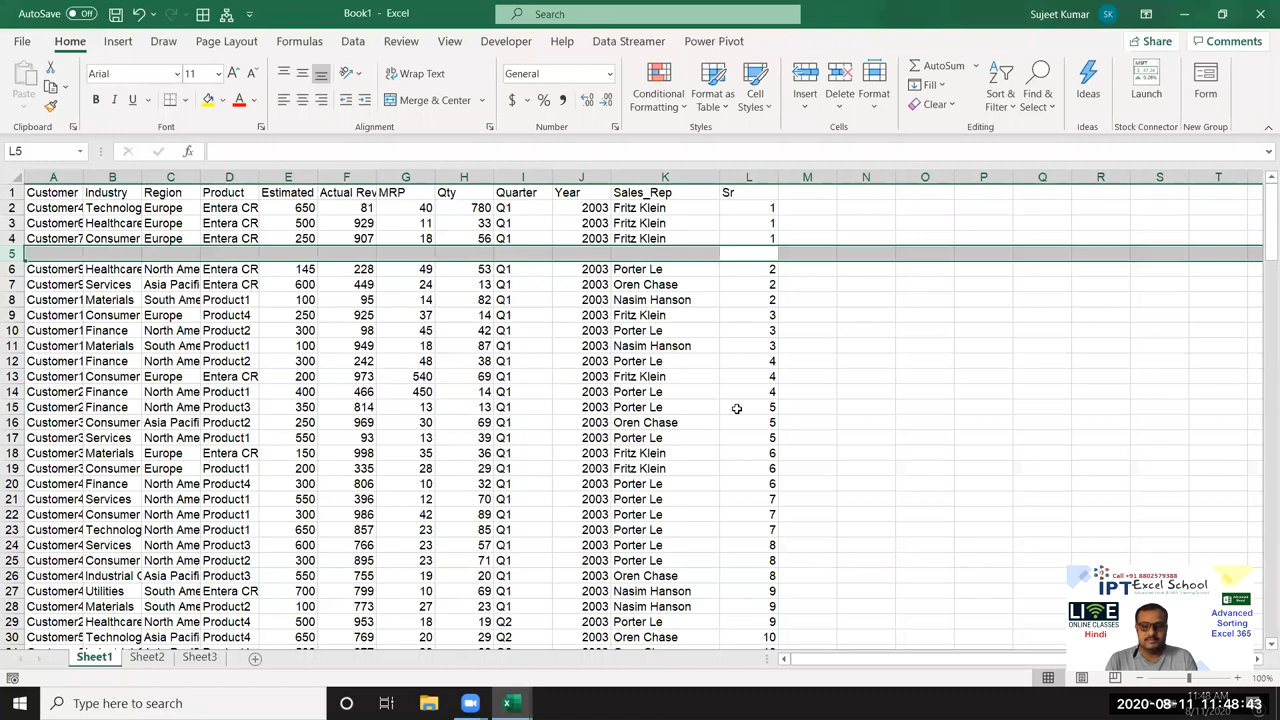 AutoSave Off Book1 - Excel Search Sujeet Kumar SK
File Home Insert Draw Page Layout Formulas Data Review View Developer Help Data Streamer Power Pivot Share Comments
Paste Arial 11 Wrap Text General Conditional Formatting Format as Table Cell Styles Insert Delete Format AutoSum Fill Clear Sort & Filter Find & Select Ideas Launch Form
B I U Merge & Center $ % ,
Clipboard Font Alignment Number Styles Cells Editing Ideas Stock Connector New Group
L5 fx
A B C D E F G H I J K L M N O P Q R S T
1 Customer Industry Region Product Estimated Actual Rev MRP Qty Quarter Year Sales_Rep Sr
2 Customer4 Technolog Europe Entera CR 650 81 40 780 Q1 2003 Fritz Klein 1
3 Customer6 Healthcare Europe Entera CR 500 929 11 33 Q1 2003 Fritz Klein 1
4 Customer7 Consumer Europe Entera CR 250 907 18 56 Q1 2003 Fritz Klein 1
5
6 Customer9 Healthcare North Ame Entera CR 145 228 49 53 Q1 2003 Porter Le 2
7 Customer9 Services Asia Pacifi Entera CR 600 449 24 13 Q1 2003 Oren Chase 2
8 Customer1 Materials South Ame Product1 100 95 14 82 Q1 2003 Nasim Hanson 2
9 Customer1 Consumer Europe Product4 250 925 37 14 Q1 2003 Fritz Klein 3
10 Customer1 Finance North Ame Product2 300 98 45 42 Q1 2003 Porter Le 3
11 Customer1 Materials South Ame Product1 100 949 18 87 Q1 2003 Nasim Hanson 3
12 Customer1 Finance North Ame Product2 300 242 48 38 Q1 2003 Porter Le 4
13 Customer1 Consumer Europe Entera CR 200 973 540 69 Q1 2003 Fritz Klein 4
14 Customer2 Finance North Ame Product1 400 466 450 14 Q1 2003 Porter Le 4
15 Customer2 Finance North Ame Product3 350 814 13 13 Q1 2003 Porter Le 5
16 Customer3 Consumer Asia Pacifi Product2 250 969 30 69 Q1 2003 Oren Chase 5
17 Customer3 Services North Ame Product1 550 93 13 39 Q1 2003 Porter Le 5
18 Customer3 Materials Europe Entera CR 150 998 35 36 Q1 2003 Fritz Klein 6
19 Customer3 Consumer Europe Product1 200 335 28 29 Q1 2003 Fritz Klein 6
20 Customer4 Finance North Ame Product4 300 806 10 32 Q1 2003 Porter Le 6
21 Customer4 Services North Ame Product1 550 396 12 70 Q1 2003 Porter Le 7
22 Customer4 Consumer North Ame Product1 300 986 42 89 Q1 2003 Porter Le 7
23 Customer4 Technolog North Ame Product1 650 857 23 85 Q1 2003 Porter Le 7
24 Customer4 Services North Ame Product3 600 766 23 57 Q1 2003 Porter Le 8
25 Customer4 Consumer North Ame Product2 300 895 23 71 Q1 2003 Porter Le 8
26 Customer4 Industrial C Asia Pacifi Product3 550 755 19 20 Q1 2003 Oren Chase 8
27 Customer4 Utilities South Ame Entera CR 700 799 10 69 Q1 2003 Nasim Hanson 9
28 Customer4 Materials South Ame Product2 100 773 27 23 Q1 2003 Nasim Hanson 9
29 Customer2 Healthcare North Ame Product4 500 953 18 19 Q2 2003 Porter Le 9
30 Customer5 Technolog Asia Pacifi Product4 650 769 20 29 Q2 2003 Oren Chase 10
Call +91 8802579388
IPT Excel School
Advanced Excel & MIS Training School
LIVE
ONLINE CLASSES
Hindi
Advanced
Sorting
Excel 365
Sheet1 Sheet2 Sheet3
100%
Type here to search
11:48 AM
8/11/2020
2020-08-11 11:48:43